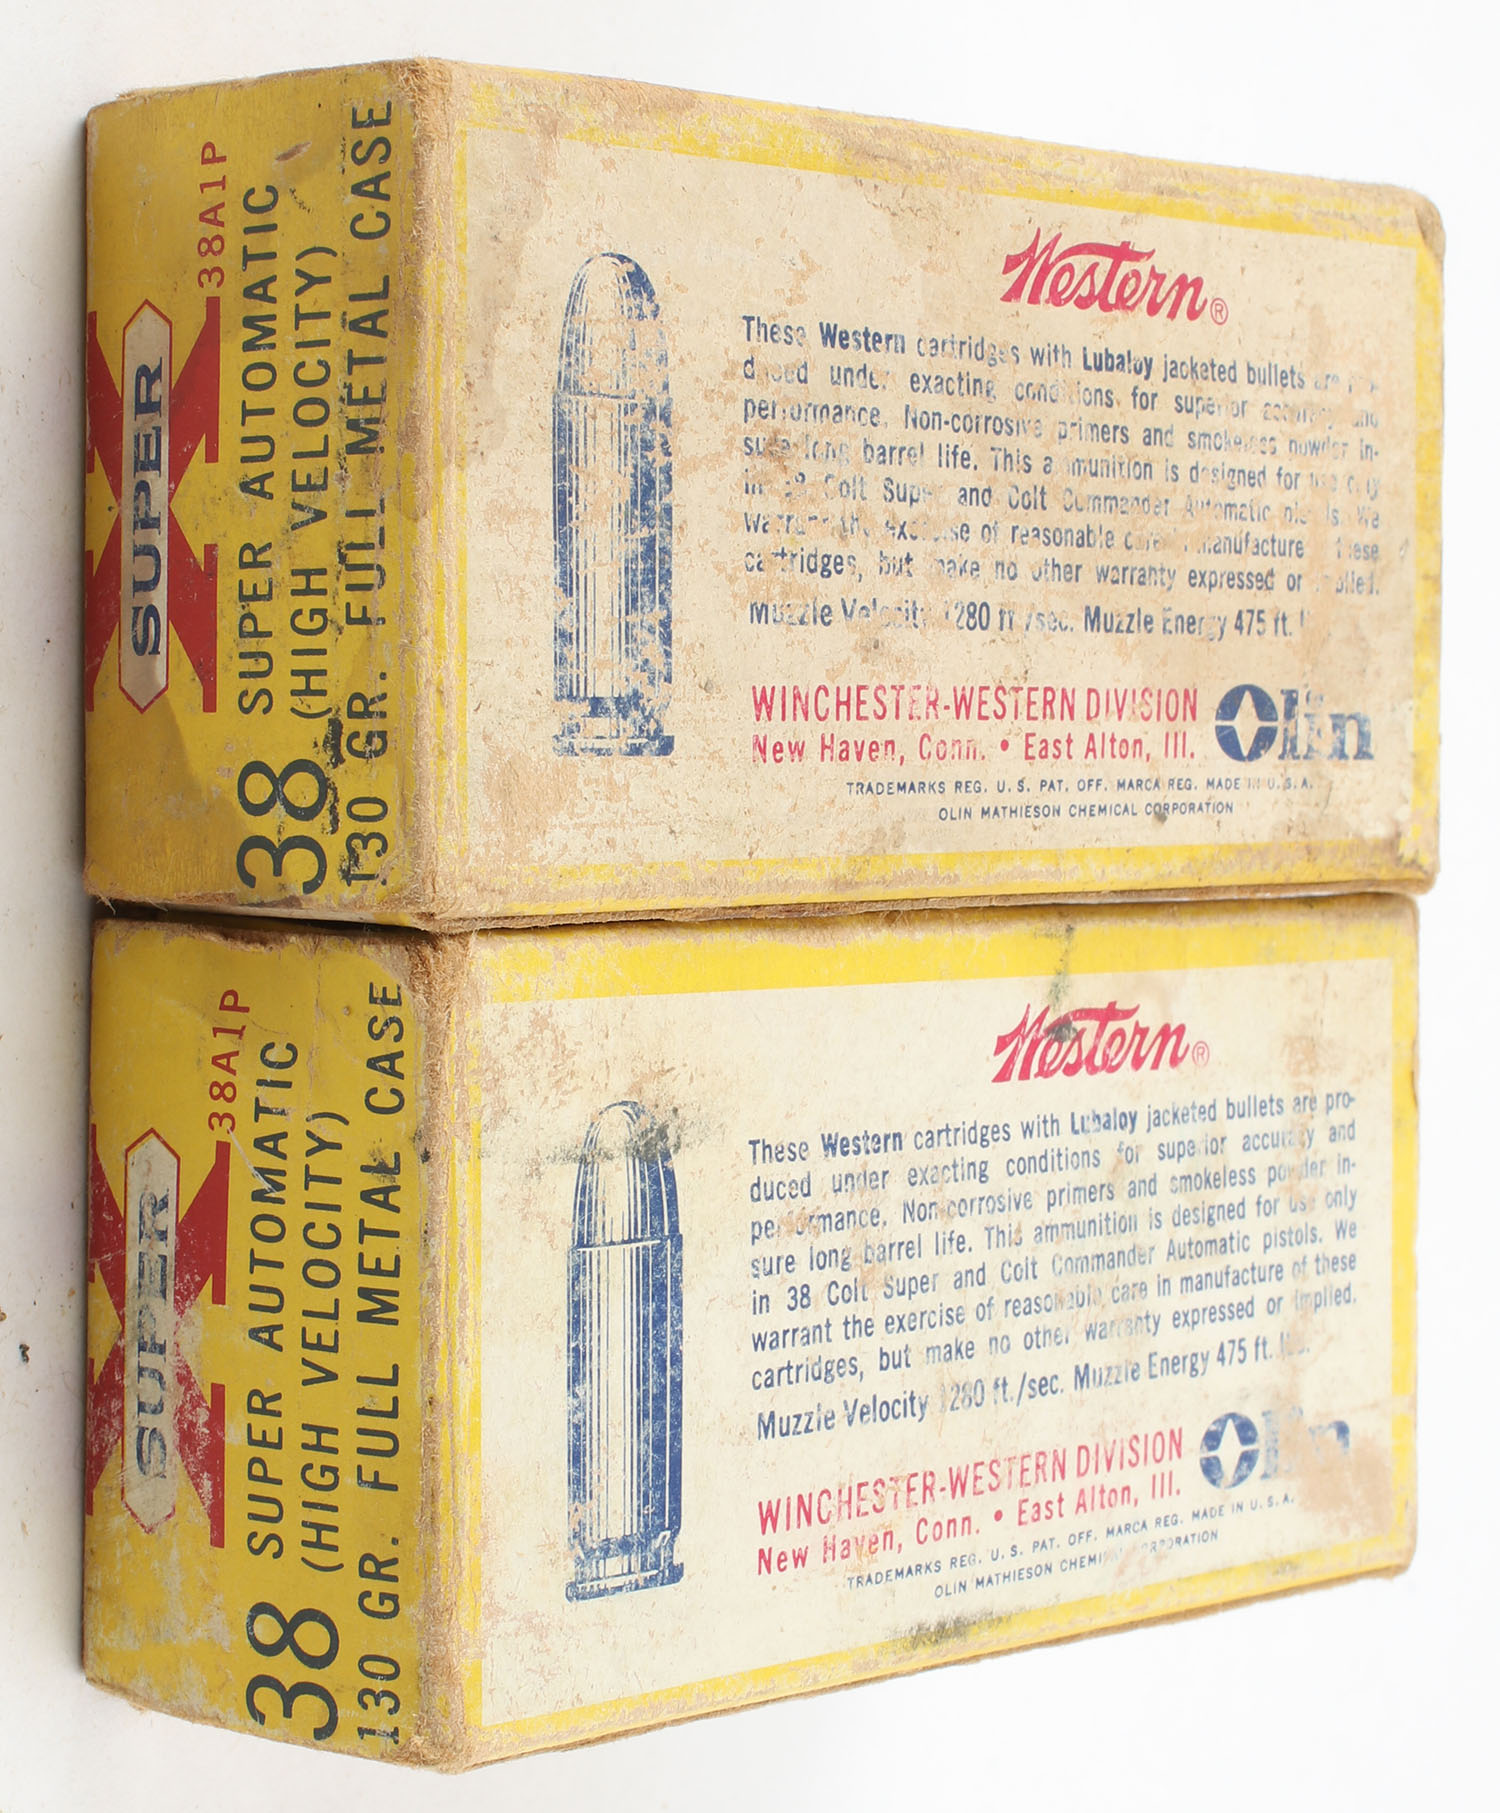 SUPER X
38A1P
38 SUPER AUTOMATIC
(HIGH VELOCITY)
130 GR. FULL METAL CASE
Western®
These Western cartridges with Lubaloy jacketed bullets are
under exacting conditions for superior accuracy and
performance. Non-corrosive primers and smokeless powder in-
sure long barrel life. This ammunition is designed for use only
in 38 Colt Super and Colt Commander Automatic pistols. We
warrant the exercise of reasonable care manufacture these
cartridges, but make no other warranty expressed or implied.
Muzzle Velocity 1280 ft./sec. Muzzle Energy 475 ft.
WINCHESTER-WESTERN DIVISION
New Haven, Conn. • East Alton, Ill.
Olin
TRADEMARKS REG. U. S. PAT. OFF. MARCA REG. MADE IN U.S.A.
OLIN MATHIESON CHEMICAL CORPORATION
SUPER X
38A1P
38 SUPER AUTOMATIC
(HIGH VELOCITY)
130 GR. FULL METAL CASE
Western®
These Western cartridges with Lubaloy jacketed bullets are pro-
duced under exacting conditions for superior accuracy and
performance. Non-corrosive primers and smokeless powder in-
sure long barrel life. This ammunition is designed for use only
in 38 Colt Super and Colt Commander Automatic pistols. We
warrant the exercise of reasonable care in manufacture of these
cartridges, but make no other warranty expressed or implied.
Muzzle Velocity 1280 ft./sec. Muzzle Energy 475 ft.
WINCHESTER-WESTERN DIVISION
New Haven, Conn. • East Alton, Ill.
Olin
TRADEMARKS REG. U. S. PAT. OFF. MARCA REG. MADE IN U.S.A.
OLIN MATHIESON CHEMICAL CORPORATION